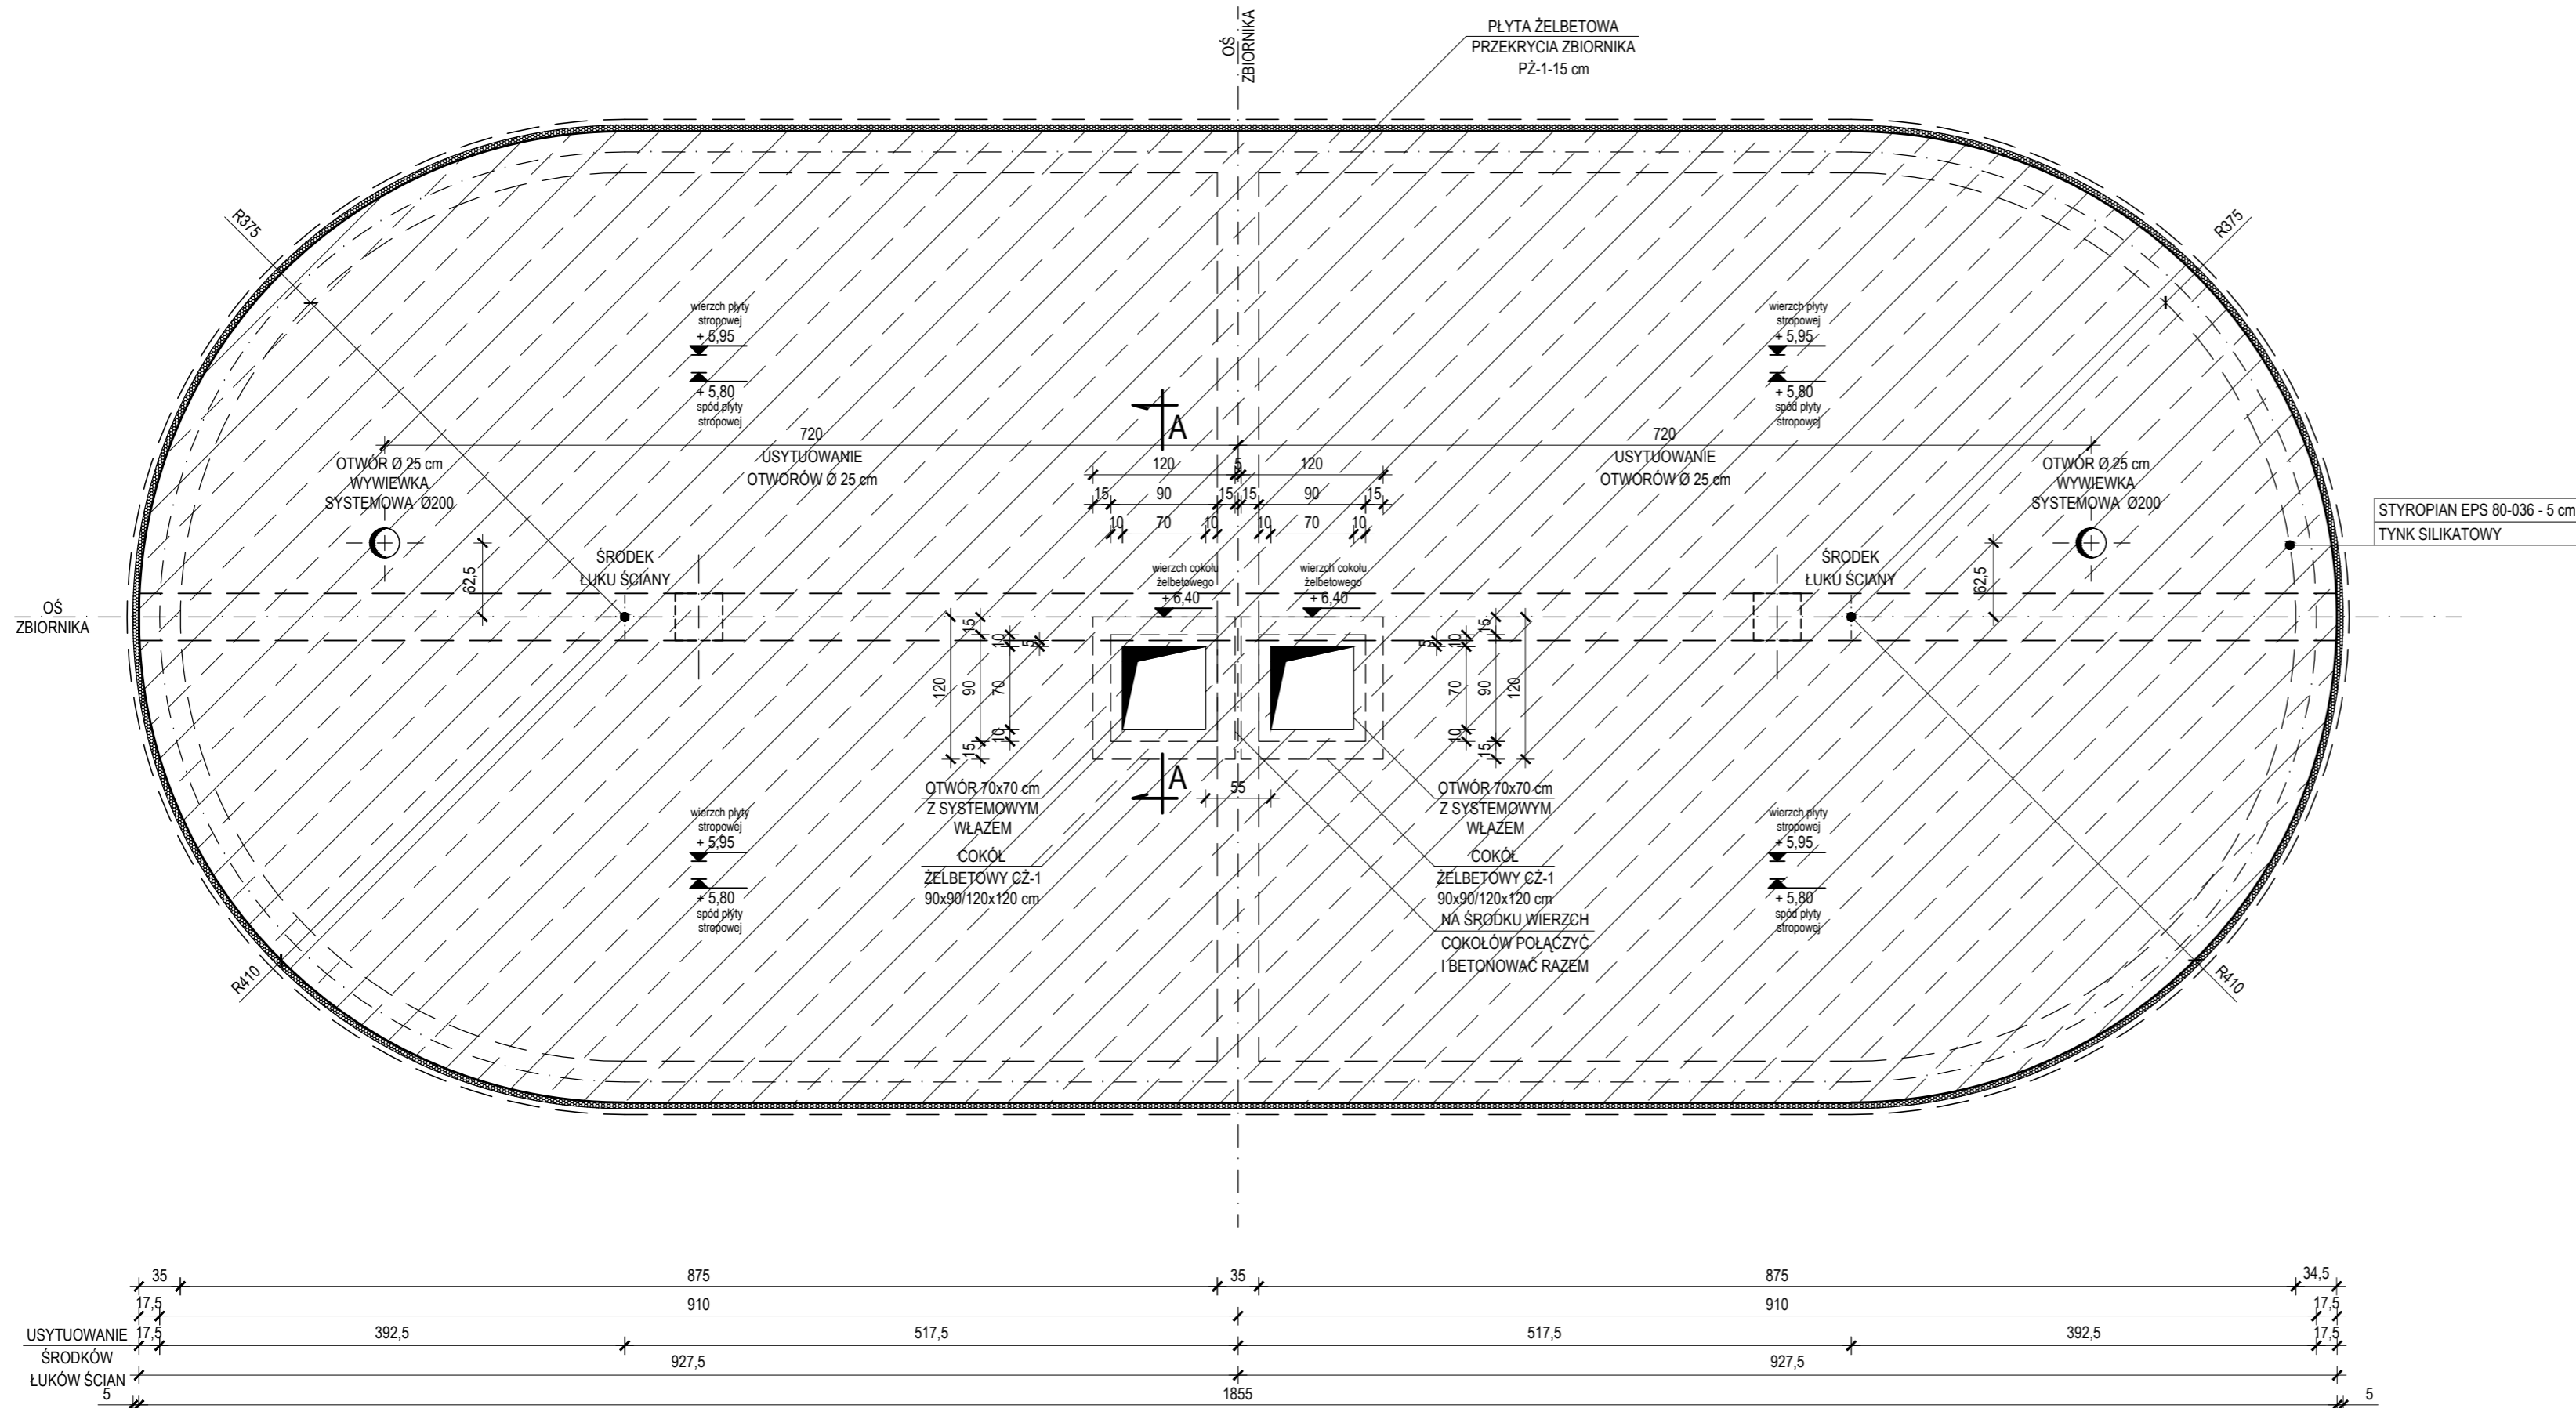 OŚ
ZBIORNIKA
PŁYTA ŻELBETOWA
PRZEKRYCIA ZBIORNIKA
PŻ-1-15 cm
R375
R375
wierzch płyty
stropowej
+ 5,95
+ 5,80
spód płyty
stropowej
wierzch płyty
stropowej
+ 5,95
+ 5,80
spód płyty
stropowej
A
720
USYTUOWANIE
OTWORÓW Ø 25 cm
720
USYTUOWANIE
OTWORÓW Ø 25 cm
OTWÓR Ø 25 cm
WYWIEWKA
SYSTEMOWA Ø200
OTWÓR Ø 25 cm
WYWIEWKA
SYSTEMOWA Ø200
120 5 120
15 90 15 15 90 15
10 70 10 10 70 10
STYROPIAN EPS 80-036 - 5 cm
TYNK SILIKATOWY
62,5
ŚRODEK
ŁUKU ŚCIANY
wierzch cokołu
żelbetowego
+ 6,40
wierzch cokołu
żelbetowego
+ 6,40
ŚRODEK
ŁUKU ŚCIANY
62,5
OŚ
ZBIORNIKA
120
15
90
15
10
70
10
5
5
10
70
10
15
90
15
120
A
55
OTWÓR 70x70 cm
Z SYSTEMOWYM
WŁAZEM
COKÓŁ
ŻELBETOWY CŻ-1
90x90/120x120 cm
OTWÓR 70x70 cm
Z SYSTEMOWYM
WŁAZEM
COKÓŁ
ŻELBETOWY CŻ-1
90x90/120x120 cm
NA ŚRODKU WIERZCH
COKOŁÓW POŁĄCZYĆ
I BETONOWAĆ RAZEM
wierzch płyty
stropowej
+ 5,95
+ 5,80
spód płyty
stropowej
wierzch płyty
stropowej
+ 5,95
+ 5,80
spód płyty
stropowej
R410
R410
35 875 35 875 34,5
17,5 910 910 17,5
USYTUOWANIE
ŚRODKÓW
ŁUKÓW ŚCIAN
17,5 392,5 517,5 517,5 392,5 17,5
927,5 927,5
5 1855 5